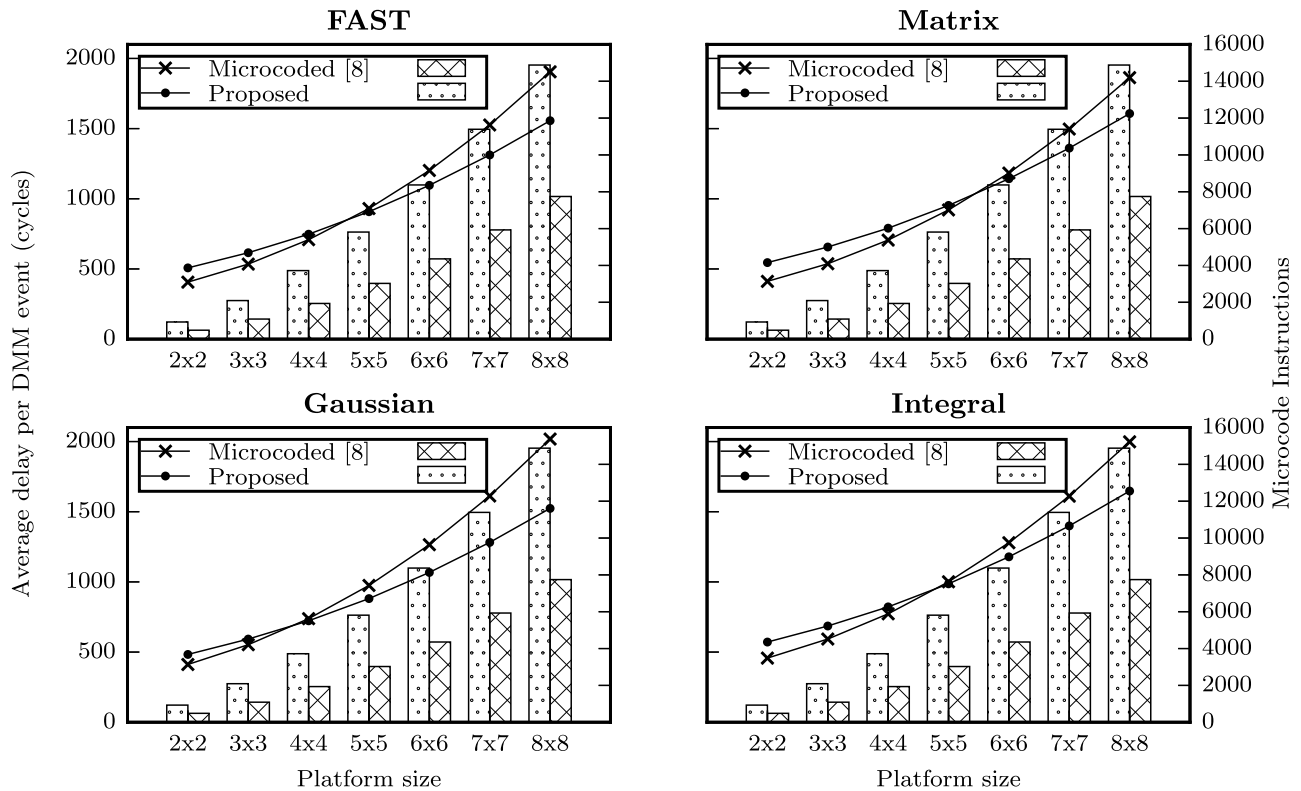 FAST
Matrix
2000
1500
1000
500
0
Microcoded [8]
Proposed
2x2 3x3 4x4 5x5 6x6 7x7 8x8
Microcoded [8]
Proposed
16000
14000
12000
10000
8000
6000
4000
2000
0
2x2 3x3 4x4 5x5 6x6 7x7 8x8
Average delay per DMM event (cycles)
Microcode Instructions
Gaussian
Integral
2000
1500
1000
500
0
Microcoded [8]
Proposed
2x2 3x3 4x4 5x5 6x6 7x7 8x8
Platform size
Microcoded [8]
Proposed
16000
14000
12000
10000
8000
6000
4000
2000
0
2x2 3x3 4x4 5x5 6x6 7x7 8x8
Platform size